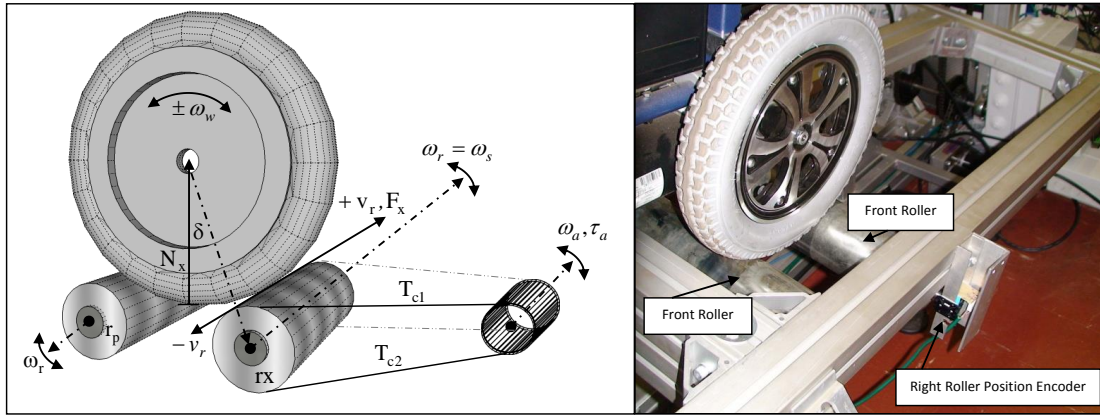 ± ω_w
ω_r = ω_s
+ v_r, F_x
δ
N_x
ω_a, τ_a
T_c1
r_p
− v_r
T_c2
ω_r
rx
Front Roller
Front Roller
Right Roller Position Encoder